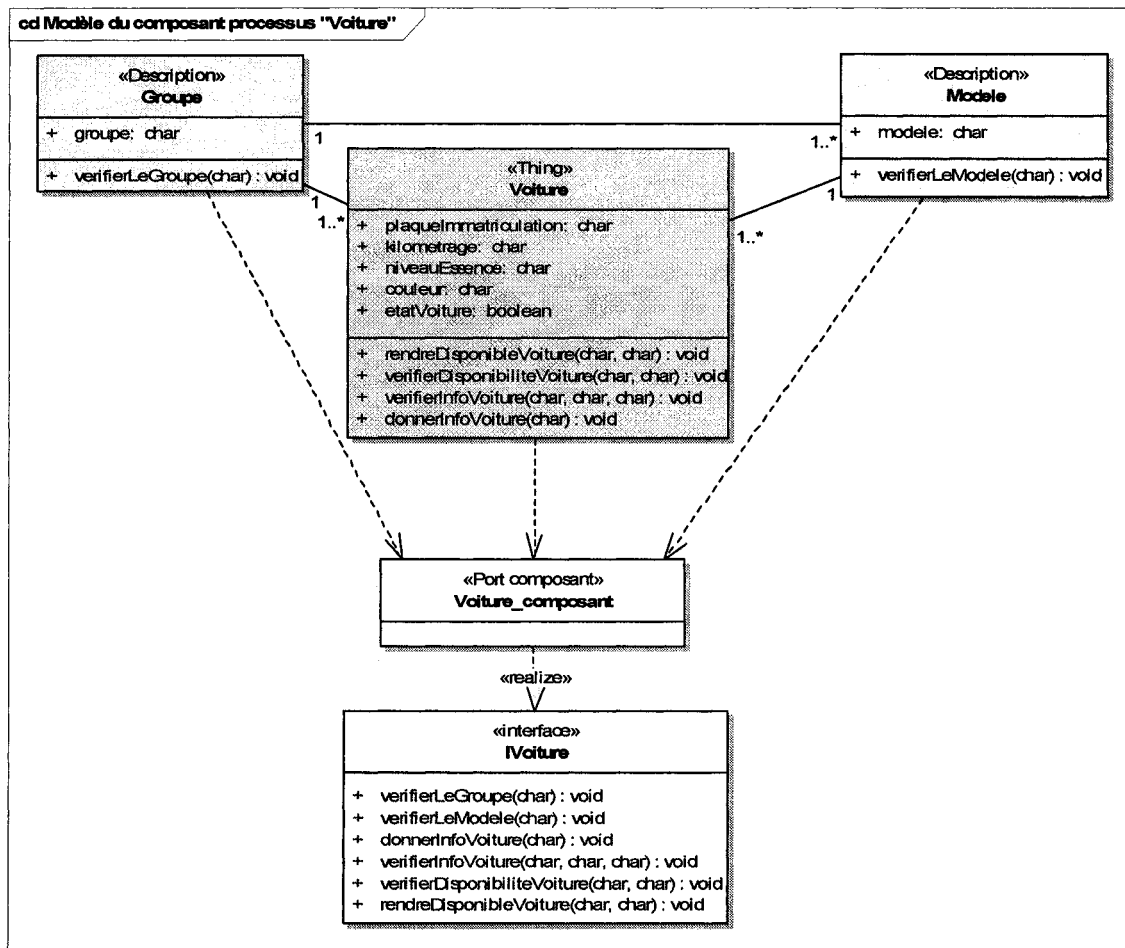 cd Modèle du composant processus "Voiture"
«Description»
Groupe
+ groupe: char
+ verifierLeGroupe(char) : void
«Description»
Modele
+ modele: char
+ verifierLeModele(char) : void
1
1..*
«Thing»
Voiture
+ plaqueImmatriculation: char
+ kilometrage: char
+ niveauEssence: char
+ couleur: char
+ etatVoiture: boolean
+ rendreDisponibleVoiture(char, char) : void
+ verifierDisponibiliteVoiture(char, char) : void
+ verifierInfoVoiture(char, char, char) : void
+ donnerInfoVoiture(char) : void
1
1..*
1
1..*
«Port composant»
Voiture_composant
«realize»
«interface»
IVoiture
+ verifierLeGroupe(char) : void
+ verifierLeModele(char) : void
+ donnerInfoVoiture(char) : void
+ verifierInfoVoiture(char, char, char) : void
+ verifierDisponibiliteVoiture(char, char) : void
+ rendreDisponibleVoiture(char, char) : void